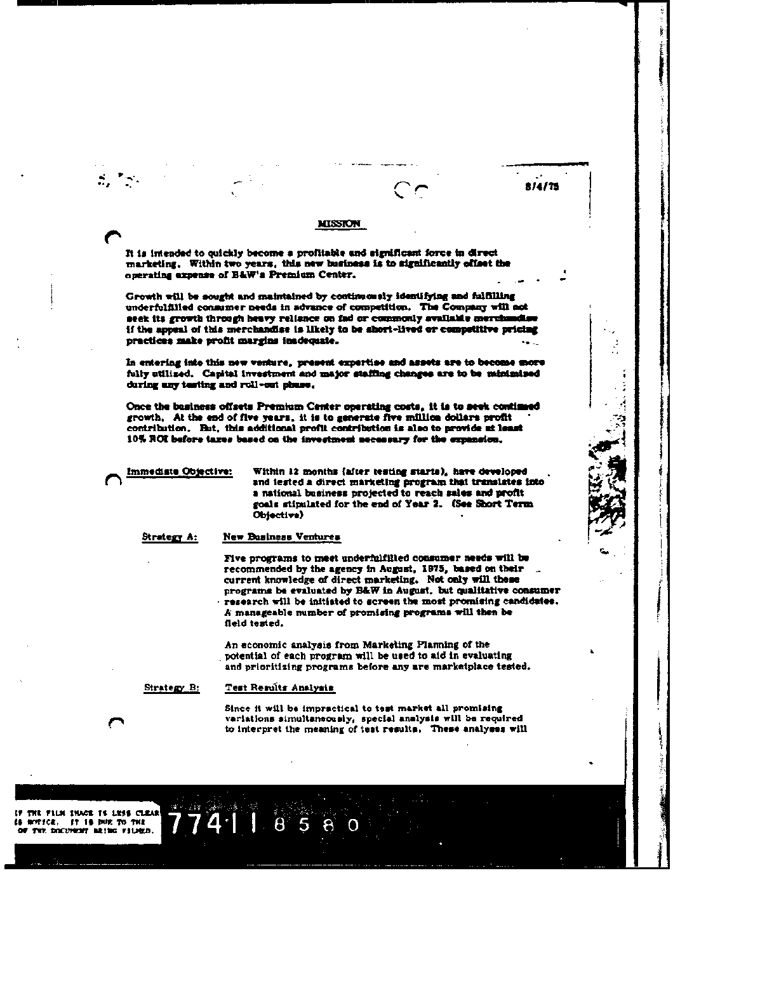 8/4/75
MISSION
It is intended to quickly become a profitable and significant force in direct
marketing. Within two years, this new business is to significantly offset the
operating expense of B&W's Premium Center.
Growth will be sought and maintained by continuously identifying and fulfilling
underfulfilled consumer needs in advance of competition. The Company will not
seek its growth through heavy reliance on fad or commonly available merchandise
if the appeal of this merchandise is likely to be short-lived or competitive pricing
practices make profit margins inadequate.
In entering into this new venture, present expertise and assets are to become more
fully utilized. Capital investment and major staffing changes are to be minimized
during any testing and roll-out phase.
Once the business offsets Premium Center operating costs, it is to seek continued
growth. At the end of five years, it is to generate five million dollars profit
contribution. But, this additional profit contribution is also to provide at least
10% ROI before taxes based on the investment necessary for the expansion.
Immediate Objective: Within 12 months (after testing starts), have developed
and tested a direct marketing program that translates into
a national business projected to reach sales and profit
goals stipulated for the end of Year 2. (See Short Term
Objective)
Strategy A: New Business Ventures
Five programs to meet underfulfilled consumer needs will be
recommended by the agency in August, 1975, based on their
current knowledge of direct marketing. Not only will these
programs be evaluated by B&W in August, but qualitative consumer
research will be initiated to screen the most promising candidates.
A manageable number of promising programs will then be
field tested.
An economic analysis from Marketing Planning of the
potential of each program will be used to aid in evaluating
and prioritizing programs before any are marketplace tested.
Strategy B: Test Results Analysis
Since it will be impractical to test market all promising
variations simultaneously, special analysis will be required
to interpret the meaning of test results. These analyses will
IF THE FILM IMAGE IS LESS CLEAR
IS NOTICE, IT IS DUE TO THE
OF THE DOCUMENT BEING FILMED.
77411 8580